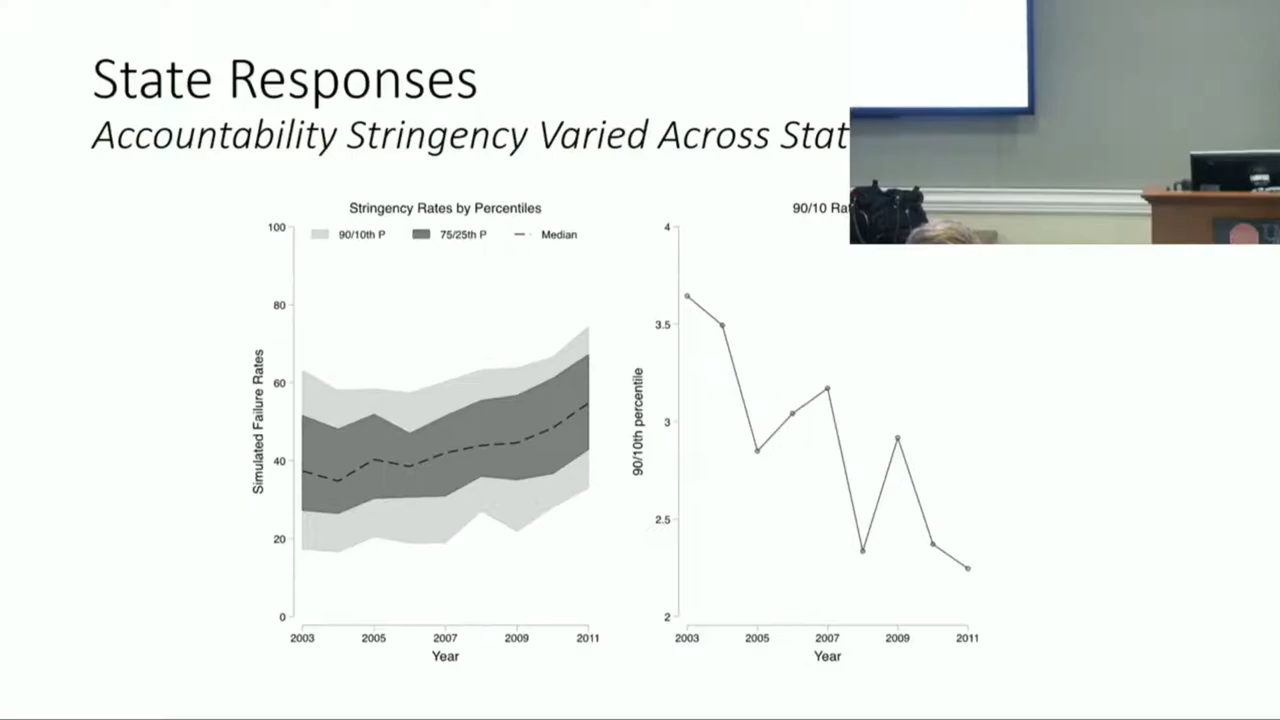 State Responses
Accountability Stringency Varied Across
Stringency Rates by Percentiles
90/10th P
75/25th P
Median
100
80
60
40
20
0
Simulated Failure Rates
2003
2005
2007
2009
2011
Year
90/10
4
3.5
3
2.5
2
90/10th percentile
2003
2005
2007
2009
2011
Year